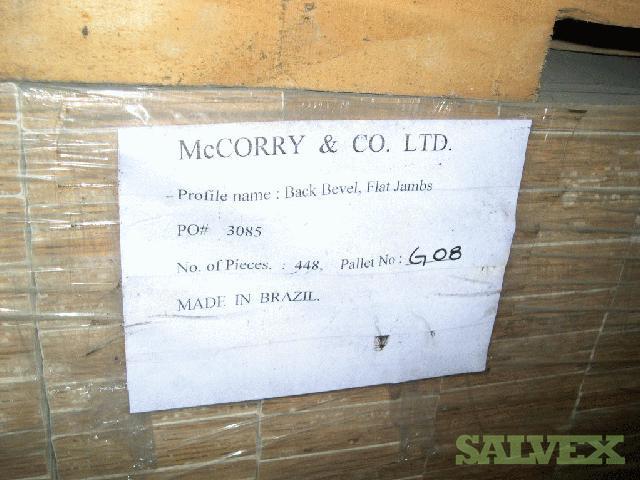 McCORRY & CO. LTD.
Profile name : Back Bevel, Flat Jambs
PO# 3085
No. of Pieces. : 448, Pallet No : G08
MADE IN BRAZIL.
SALVEX